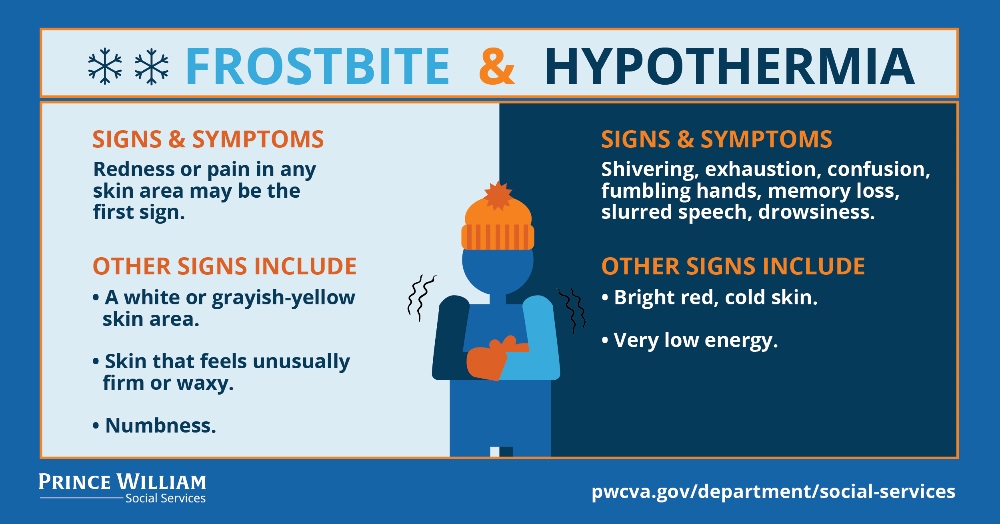 FROSTBITE & HYPOTHERMIA
SIGNS & SYMPTOMS
Redness or pain in any
skin area may be the
first sign.
OTHER SIGNS INCLUDE
• A white or grayish-yellow
skin area.
• Skin that feels unusually
firm or waxy.
• Numbness.
SIGNS & SYMPTOMS
Shivering, exhaustion, confusion,
fumbling hands, memory loss,
slurred speech, drowsiness.
OTHER SIGNS INCLUDE
• Bright red, cold skin.
• Very low energy.
PRINCE WILLIAM
Social Services
pwcva.gov/department/social-services